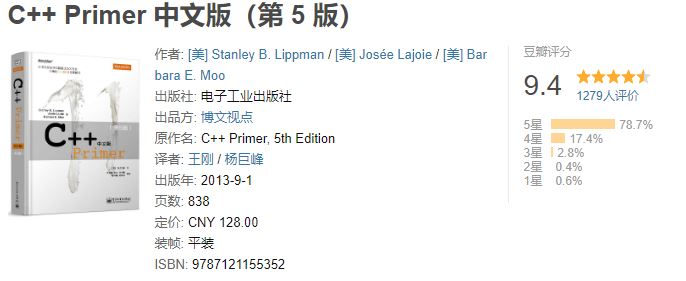 C++ Primer 中文版（第 5 版）
作者: [美] Stanley B. Lippman / [美] Josée Lajoie / [美] Bar
bara E. Moo
出版社: 电子工业出版社
出品方: 博文视点
原作名: C++ Primer, 5th Edition
译者: 王刚 / 杨巨峰
出版年: 2013-9-1
页数: 838
定价: CNY 128.00
装帧: 平装
ISBN: 9787121155352
豆瓣评分
9.4
1279人评价
5星 78.7%
4星 17.4%
3星 2.8%
2星 0.4%
1星 0.6%
C++ 中文版
Primer
C++ Primer